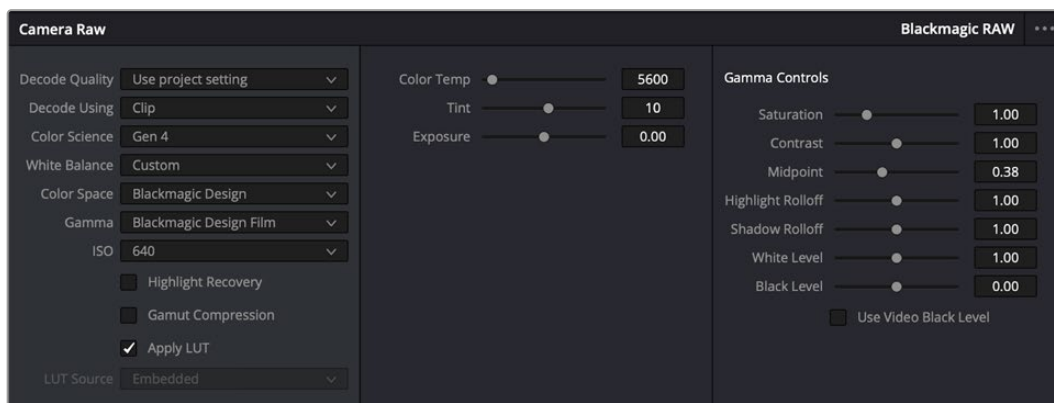 Camera Raw
Blackmagic RAW
Decode Quality Use project setting
Decode Using Clip
Color Science Gen 4
White Balance Custom
Color Space Blackmagic Design
Gamma Blackmagic Design Film
ISO 640
Highlight Recovery
Gamut Compression
Apply LUT
LUT Source Embedded
Color Temp 5600
Tint 10
Exposure 0.00
Gamma Controls
Saturation 1.00
Contrast 1.00
Midpoint 0.38
Highlight Rolloff 1.00
Shadow Rolloff 1.00
White Level 1.00
Black Level 0.00
Use Video Black Level